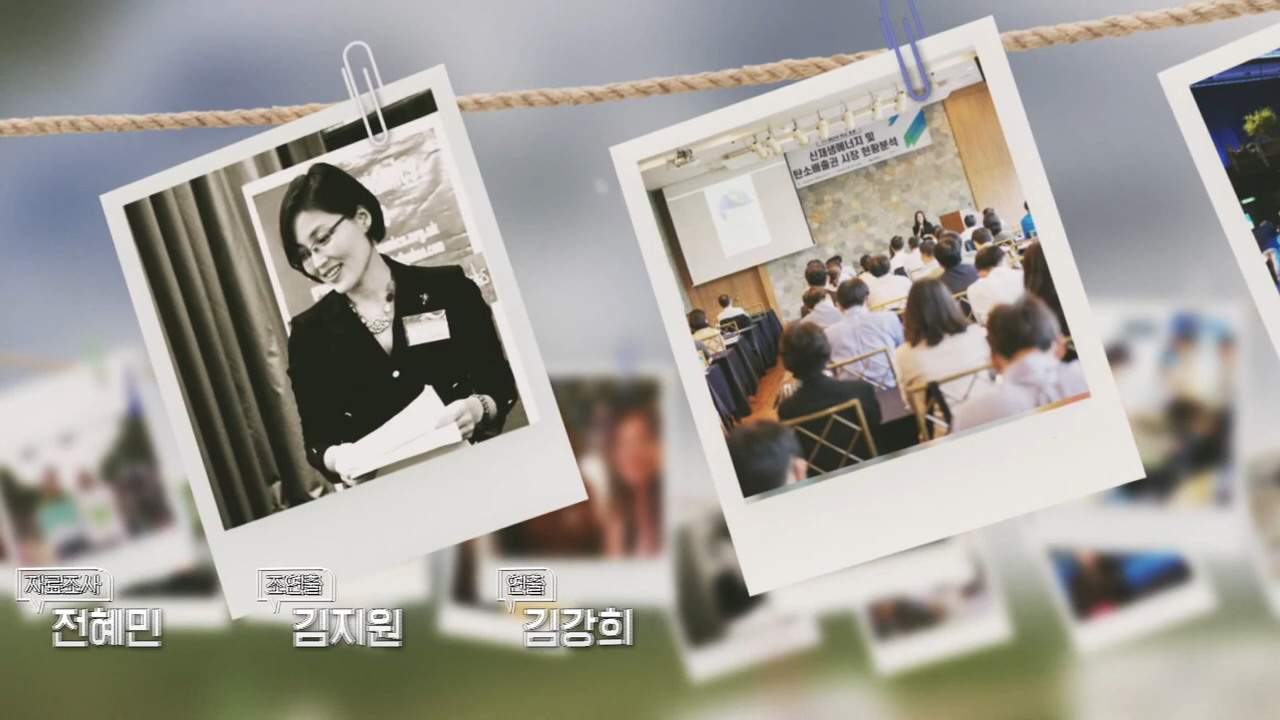 신재생에너지 및
탄소배출권 시장 현황분석
자료조사
전혜민
조연출
김지원
연출
김강희